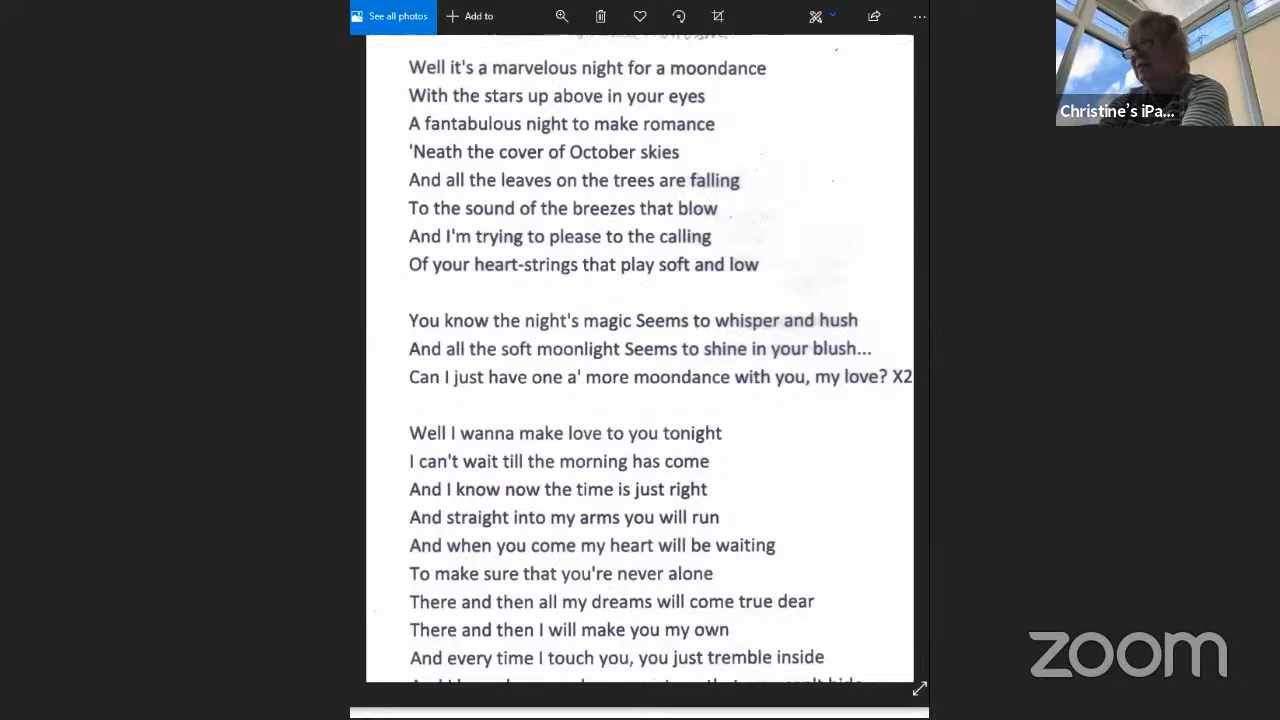 See all photos
Add to
Well it's a marvelous night for a moondance
With the stars up above in your eyes
A fantabulous night to make romance
'Neath the cover of October skies
And all the leaves on the trees are falling
To the sound of the breezes that blow
And I'm trying to please to the calling
Of your heart-strings that play soft and low
You know the night's magic Seems to whisper and hush
And all the soft moonlight Seems to shine in your blush...
Can I just have one a' more moondance with you, my love? X2
Well I wanna make love to you tonight
I can't wait till the morning has come
And I know now the time is just right
And straight into my arms you will run
And when you come my heart will be waiting
To make sure that you're never alone
There and then all my dreams will come true dear
There and then I will make you my own
And every time I touch you, you just tremble inside
Christine's iPa...
zoom